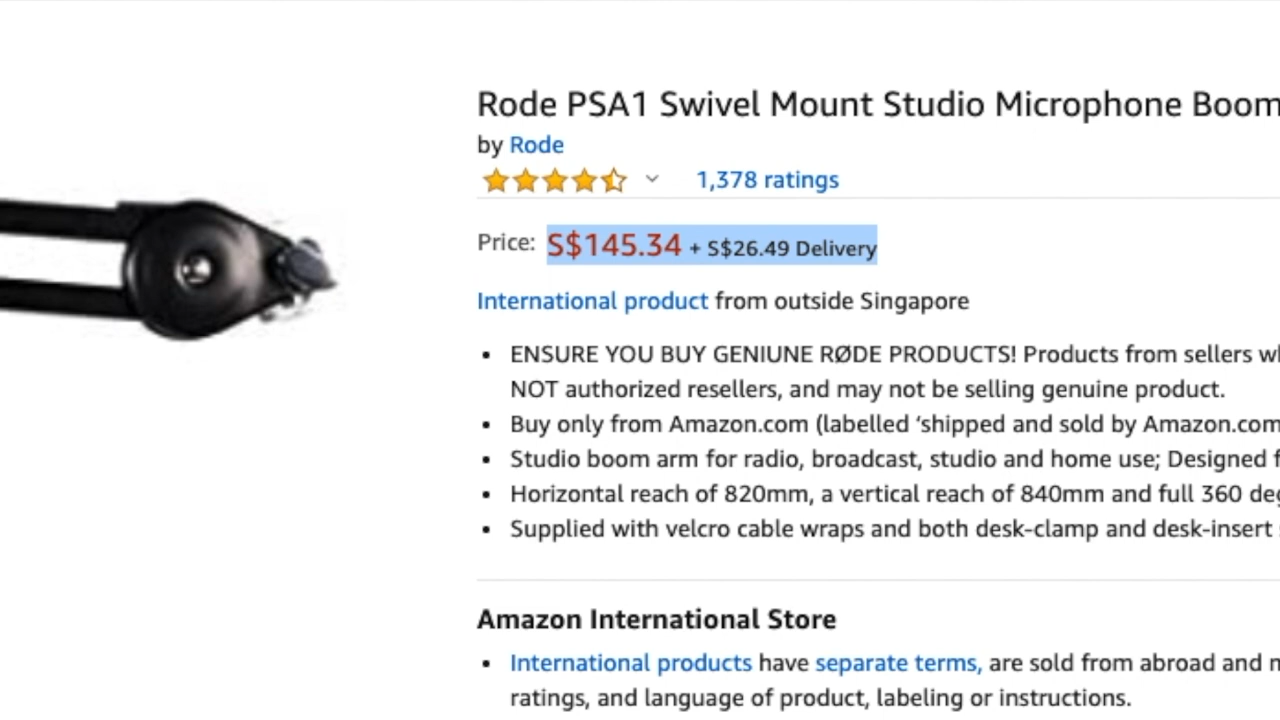 Rode PSA1 Swivel Mount Studio Microphone Boom
by Rode
1,378 ratings
Price: S$145.34 + S$26.49 Delivery
International product from outside Singapore
• ENSURE YOU BUY GENIUNE RØDE PRODUCTS! Products from sellers
NOT authorized resellers, and may not be selling genuine product.
• Buy only from Amazon.com (labelled ‘shipped and sold by Amazon.com
• Studio boom arm for radio, broadcast, studio and home use; Designed
• Horizontal reach of 820mm, a vertical reach of 840mm and full 360
• Supplied with velcro cable wraps and both desk-clamp and desk-insert
Amazon International Store
• International products have separate terms, are sold from abroad and
ratings, and language of product, labeling or instructions.